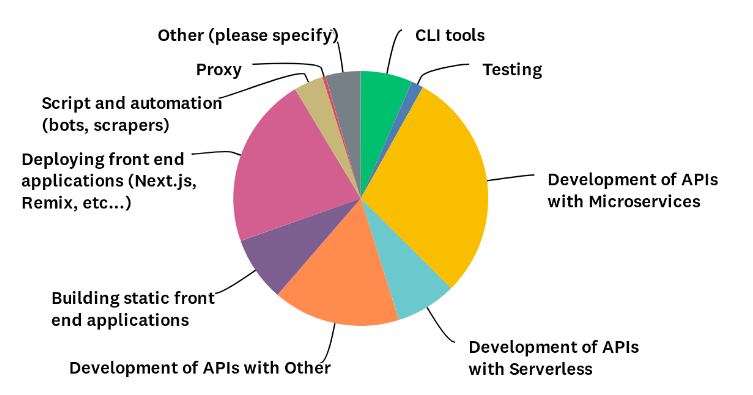 Other (please specify)
CLI tools
Proxy
Testing
Script and automation
(bots, scrapers)
Deploying front end
applications (Next.js,
Remix, etc...)
Development of APIs
with Microservices
Building static front
end applications
Development of APIs
with Serverless
Development of APIs with Other